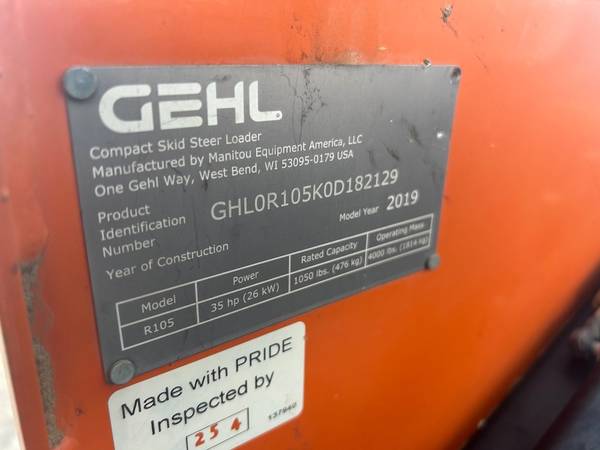 GEHL
Compact Skid Steer Loader
Manufactured by Manitou Equipment America, LLC
One Gehl Way, West Bend, WI 53095-0179 USA
Product
Identification
Number
GHL0R105K0D182129
Model Year 2019
Year of Construction
Model Power Rated Capacity Operating Mass
R105 35 hp (26 kW) 1050 lbs. (476 kg) 4000 lbs. (1814 kg)
Made with PRIDE
Inspected by
254
137840